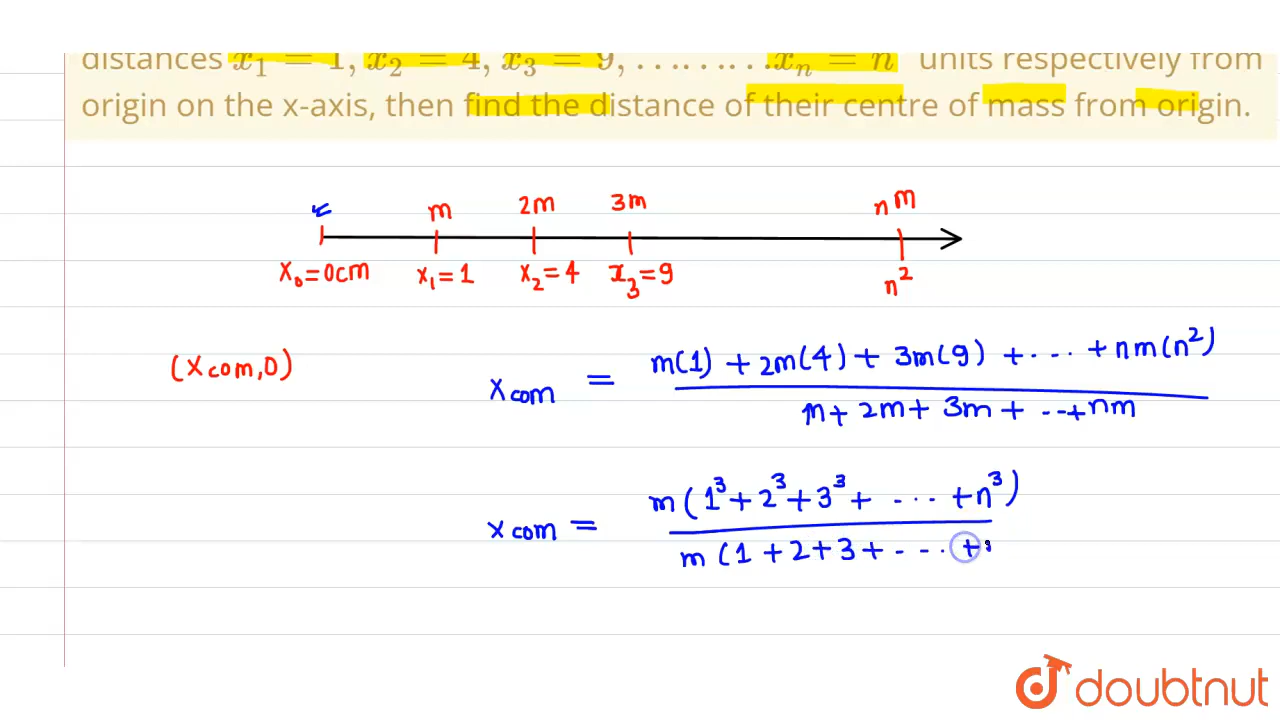 distances x₁ = 1, x₂ = 4, x₃ = 9, ......... xₙ = n units respectively from
origin on the x-axis, then find the distance of their centre of mass from origin.
m 2m 3m n m
x₀=0cm x₁=1 x₂=4 x₃=9 n²
(xcom,0)
xcom = m(1) + 2m(4) + 3m(9) + ... + nm(n²)
m + 2m + 3m + ... + nm
xcom = m(1³+2³+3³+ .... +n³)
m(1+2+3+ .... +
doubtnut